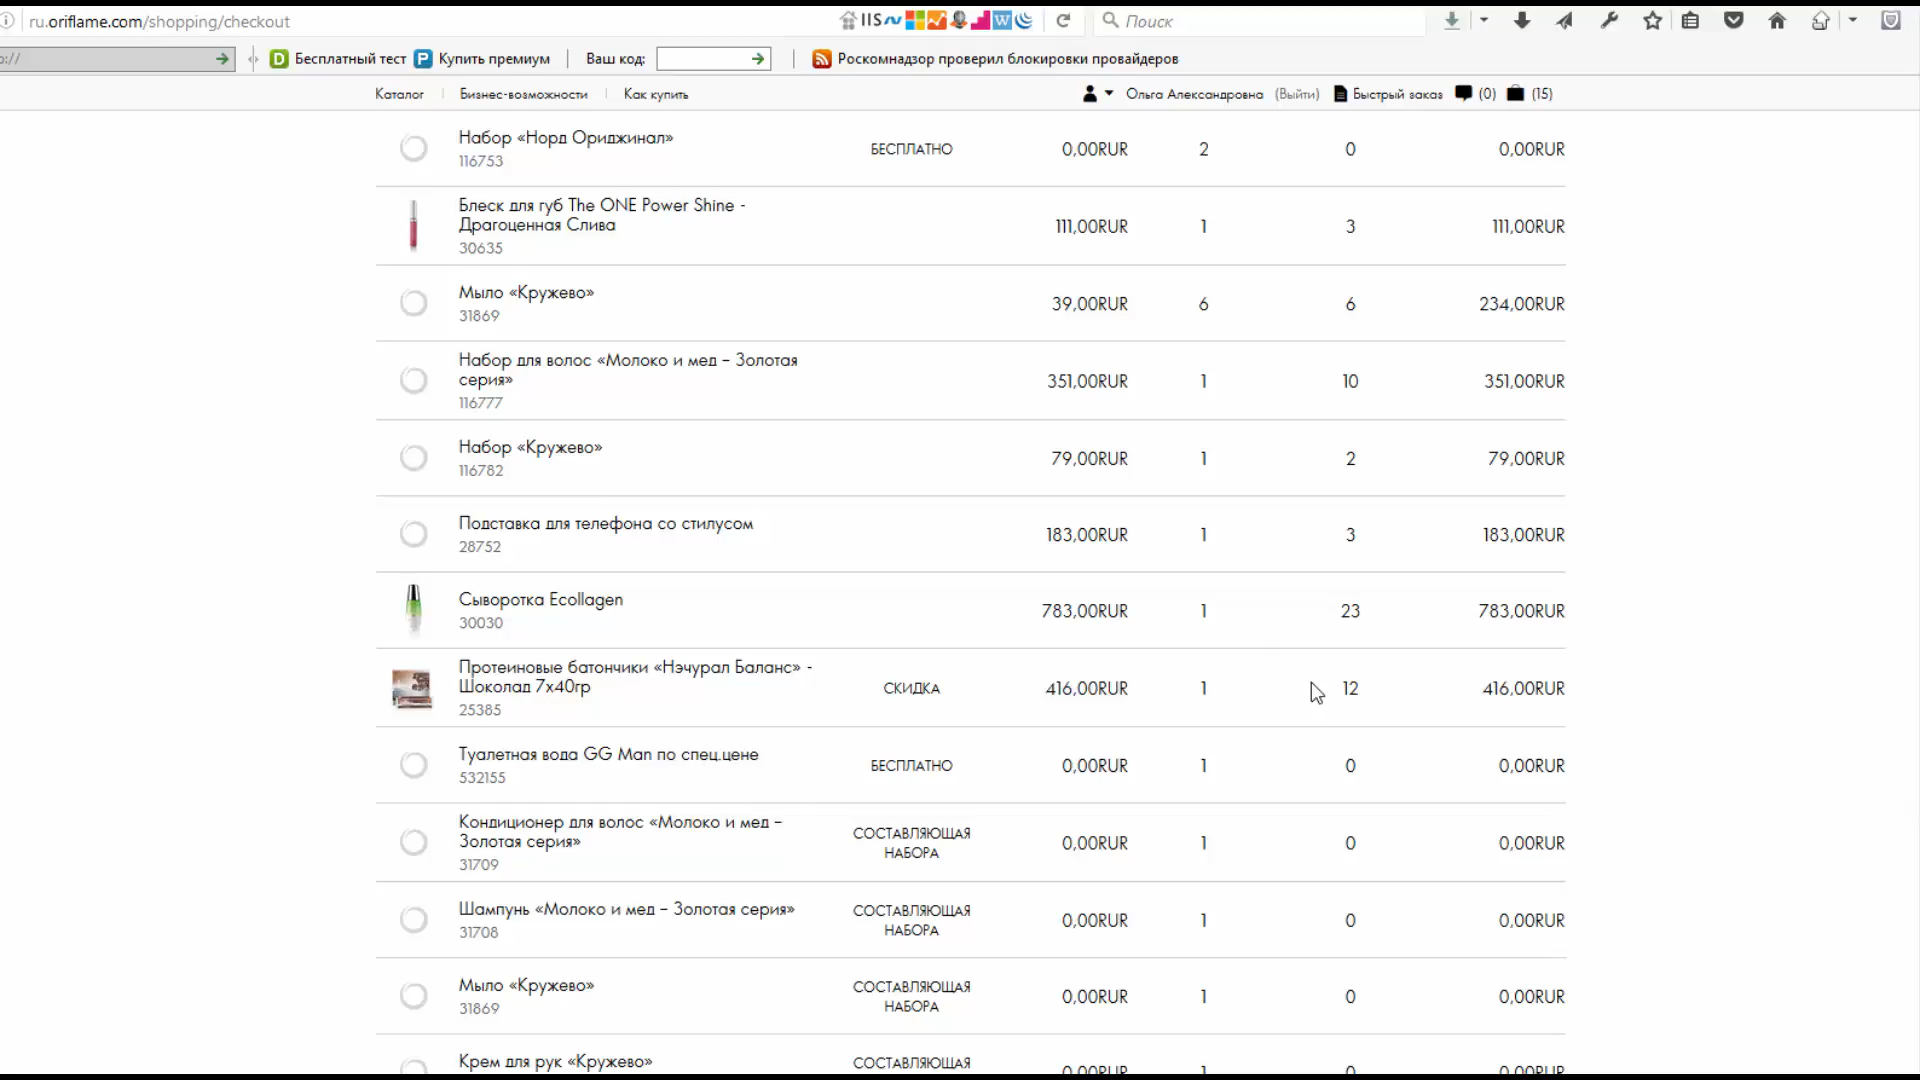 ru.oriflame.com/shopping/checkout IIS W Поиск
o:// D Бесплатный тест P Купить премиум Ваш код: Роскомнадзор проверил блокировки провайдеров
Каталог Бизнес-возможности Как купить Ольга Александровна (Выйти) Быстрый заказ (0) (15)
Набор «Норд Ориджинал»
116753
БЕСПЛАТНО 0,00RUR 2 0 0,00RUR
Блеск для губ The ONE Power Shine -
Драгоценная Слива
30635
111,00RUR 1 3 111,00RUR
Мыло «Кружево»
31869
39,00RUR 6 6 234,00RUR
Набор для волос «Молоко и мед – Золотая
серия»
116777
351,00RUR 1 10 351,00RUR
Набор «Кружево»
116782
79,00RUR 1 2 79,00RUR
Подставка для телефона со стилусом
28752
183,00RUR 1 3 183,00RUR
Сыворотка Ecollagen
30030
783,00RUR 1 23 783,00RUR
Протеиновые батончики «Нэчурал Баланс» -
Шоколад 7х40гр
25385
СКИДКА 416,00RUR 1 12 416,00RUR
Туалетная вода GG Man по спец.цене
532155
БЕСПЛАТНО 0,00RUR 1 0 0,00RUR
Кондиционер для волос «Молоко и мед –
Золотая серия»
31709
СОСТАВЛЯЮЩАЯ
НАБОРА
0,00RUR 1 0 0,00RUR
Шампунь «Молоко и мед – Золотая серия»
31708
СОСТАВЛЯЮЩАЯ
НАБОРА
0,00RUR 1 0 0,00RUR
Мыло «Кружево»
31869
СОСТАВЛЯЮЩАЯ
НАБОРА
0,00RUR 1 0 0,00RUR
Крем для рук «Кружево»
СОСТАВЛЯЮЩАЯ
0,00RUR 1 0 0,00RUR